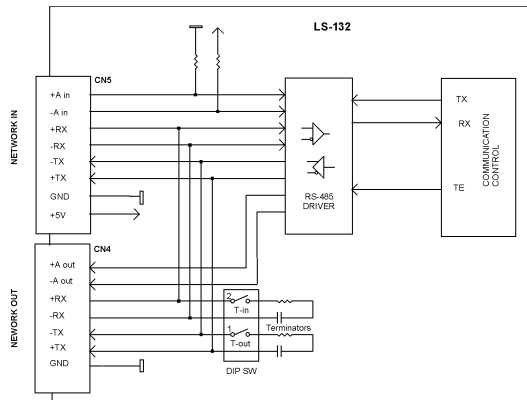 LS-132
CN5
NETWORK IN
+A in
-A in
+RX
-RX
-TX
+TX
GND
+5V
RS-485
DRIVER
TX
RX
TE
COMMUNICATION
CONTROL
CN4
NEWORK OUT
+A out
-A out
+RX
-RX
-TX
+TX
GND
2
T-in
1
T-out
Terminators
DIP SW